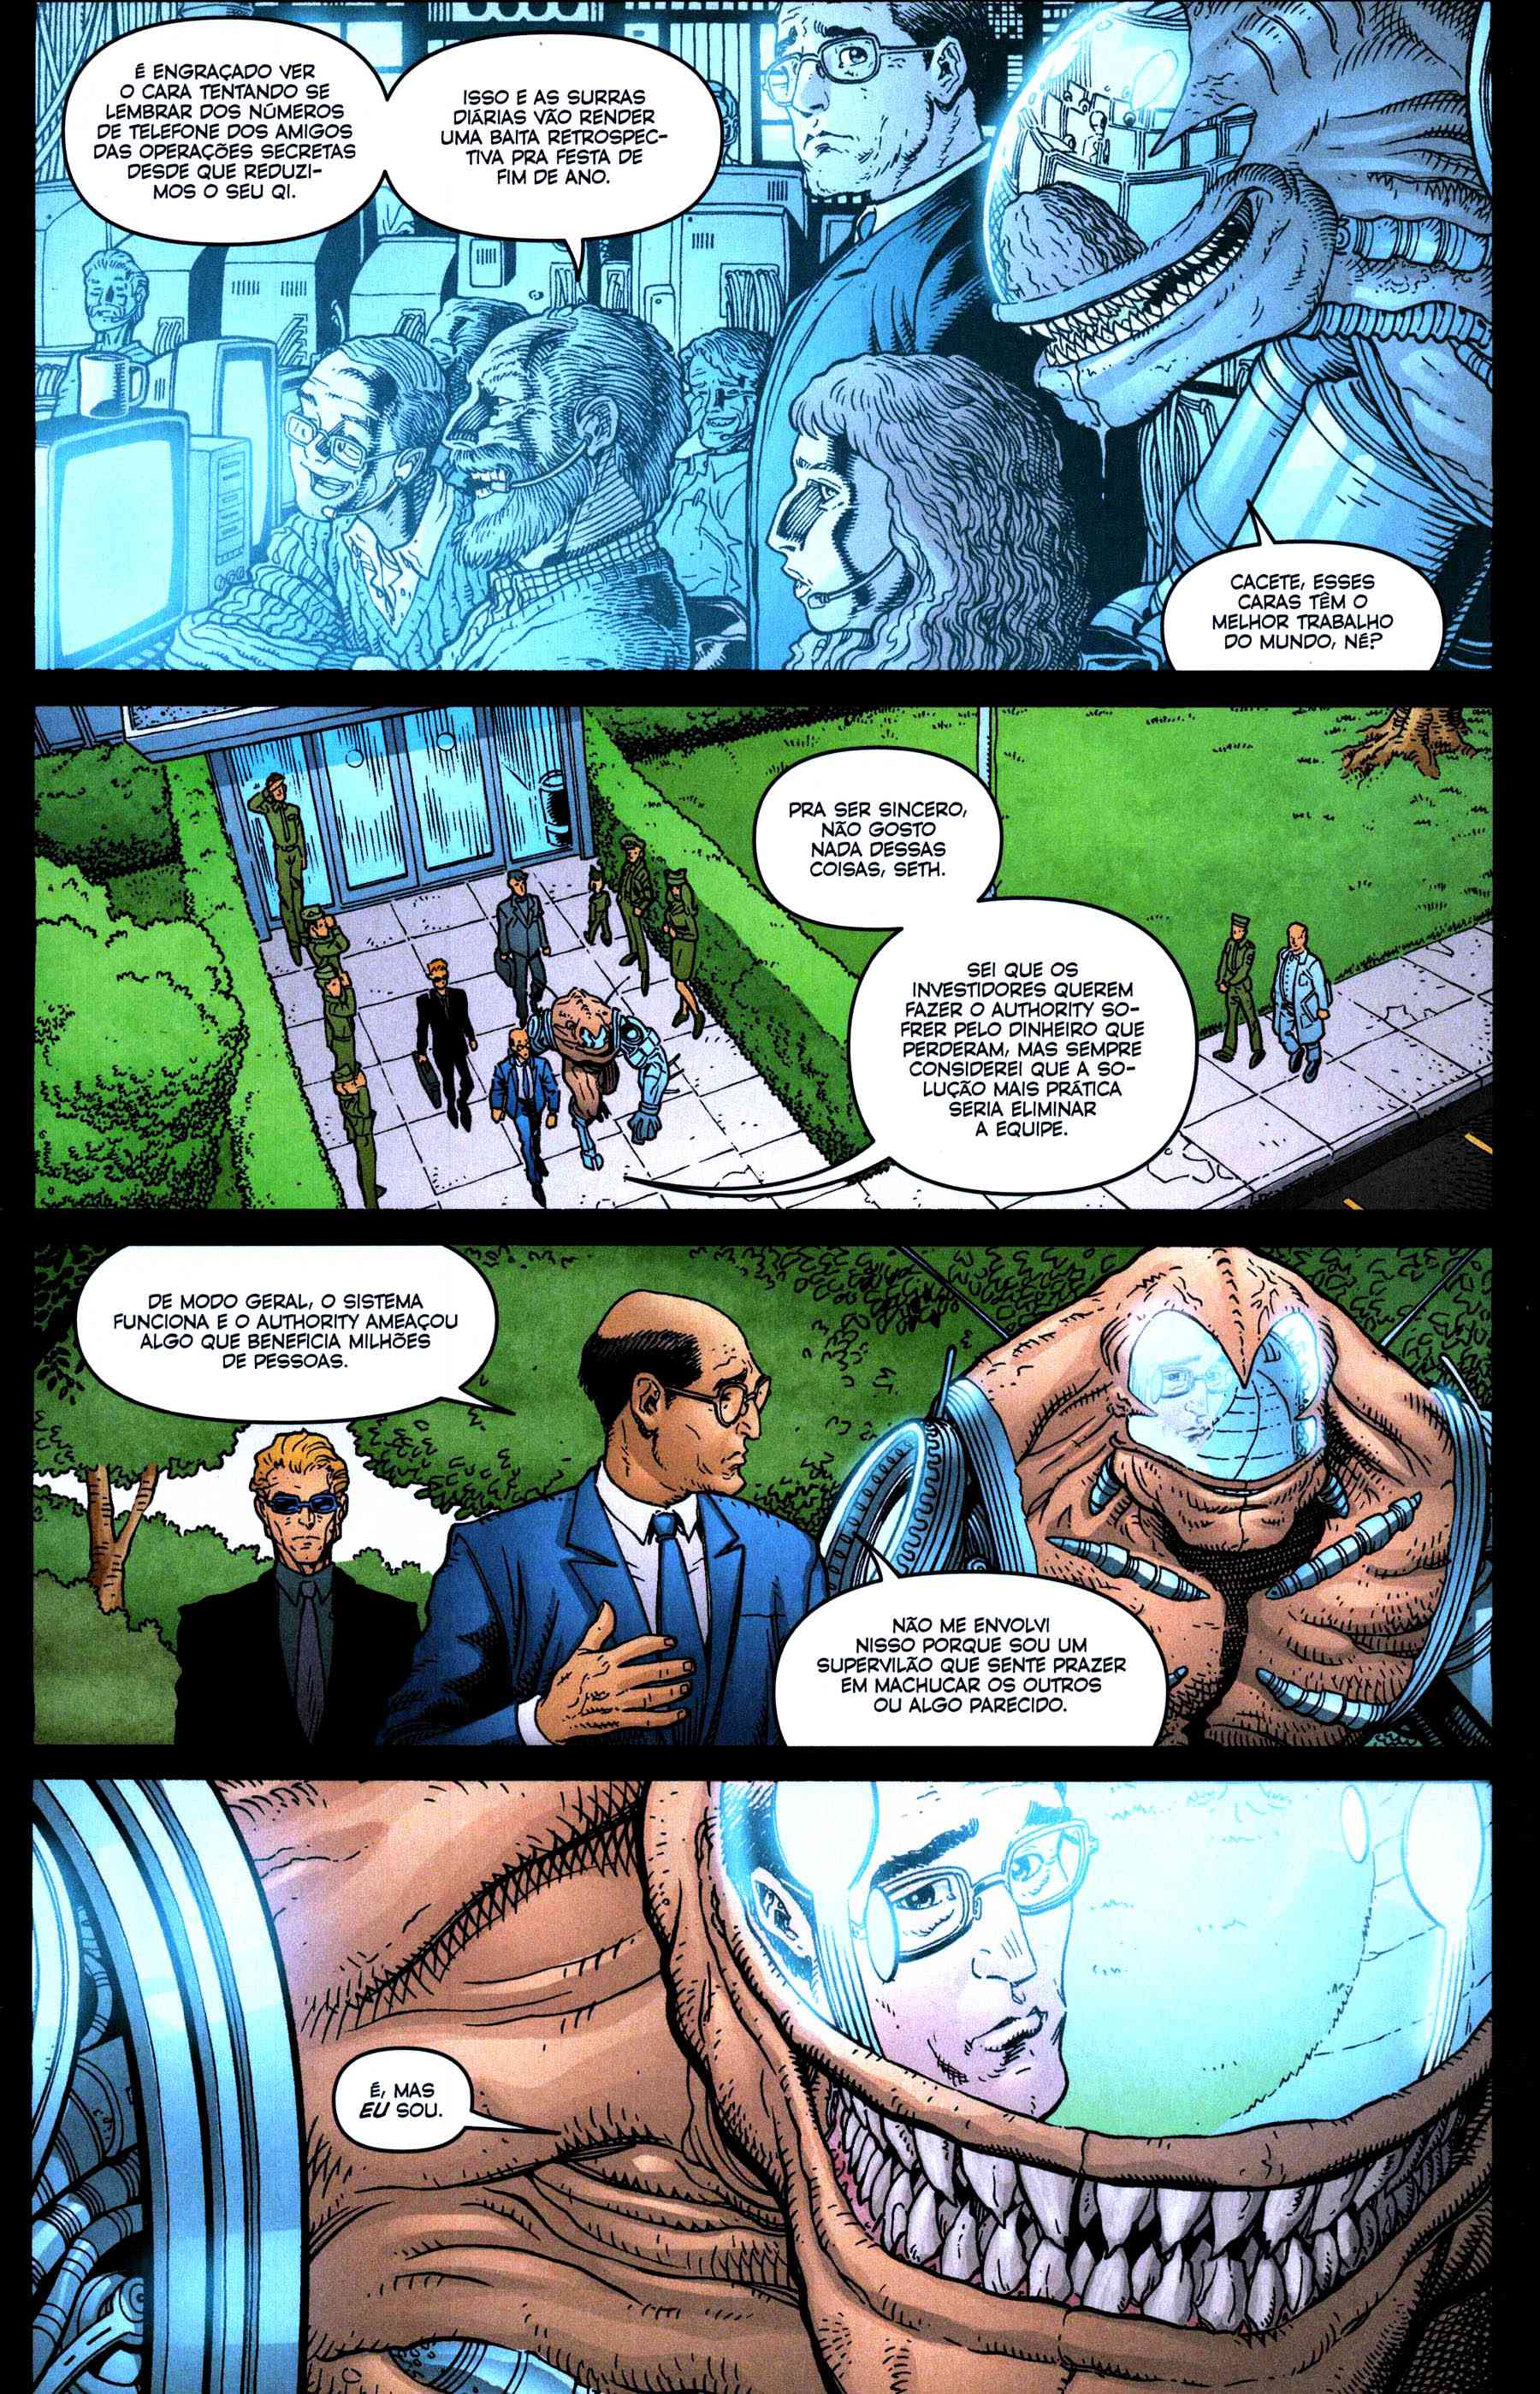 É ENGRAÇADO VER
O CARA TENTANDO SE
LEMBRAR DOS NÚMEROS
DE TELEFONE DOS AMIGOS
DAS OPERAÇÕES SECRETAS
DESDE QUE REDUZI-
MOS O SEU QI.
ISSO E AS SURRAS
DIÁRIAS VÃO RENDER
UMA BAITA RETROSPEC-
TIVA PRA FESTA DE
FIM DE ANO.
CACETE, ESSES
CARAS TÊM O
MELHOR TRABALHO
DO MUNDO, NÉ?
PRA SER SINCERO,
NÃO GOSTO
NADA DESSAS
COISAS, SETH.
SEI QUE OS
INVESTIDORES QUEREM
FAZER O AUTHORITY SO-
FRER PELO DINHEIRO QUE
PERDERAM, MAS SEMPRE
CONSIDEREI QUE A SO-
LUÇÃO MAIS PRÁTICA
SERIA ELIMINAR
A EQUIPE.
DE MODO GERAL, O SISTEMA
FUNCIONA E O AUTHORITY AMEAÇOU
ALGO QUE BENEFICIA MILHÕES
DE PESSOAS.
NÃO ME ENVOLVI
NISSO PORQUE SOU UM
SUPERVILÃO QUE SENTE PRAZER
EM MACHUCAR OS OUTROS
OU ALGO PARECIDO.
É, MAS
EU SOU.